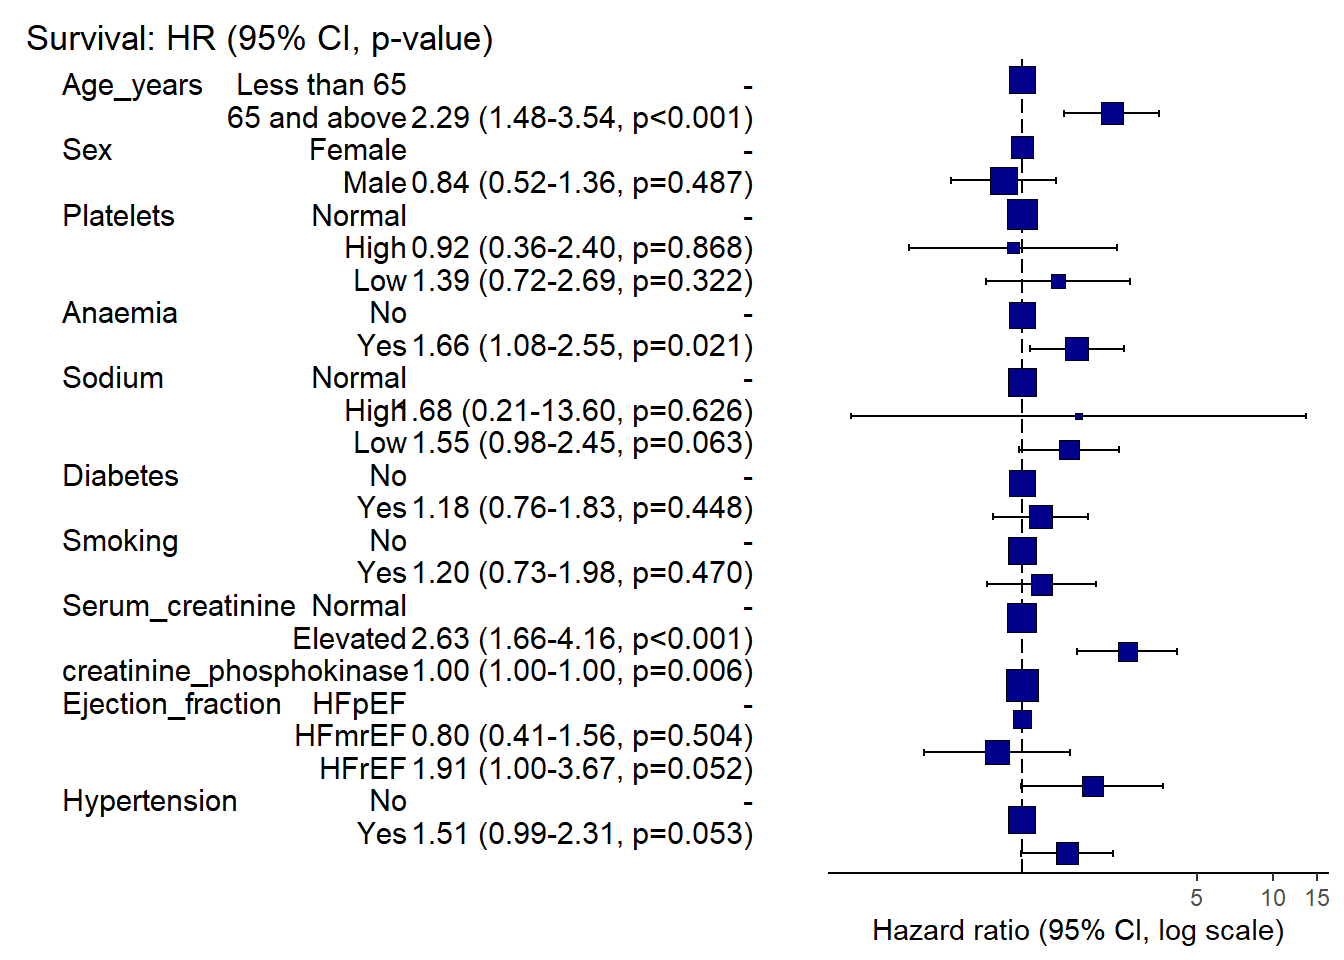 Survival: HR (95% CI, p-value)
Age_years Less than 65 -
65 and above 2.29 (1.48-3.54, p<0.001)
Sex Female -
Male 0.84 (0.52-1.36, p=0.487)
Platelets Normal -
High 0.92 (0.36-2.40, p=0.868)
Low 1.39 (0.72-2.69, p=0.322)
Anaemia No -
Yes 1.66 (1.08-2.55, p=0.021)
Sodium Normal -
High 1.68 (0.21-13.60, p=0.626)
Low 1.55 (0.98-2.45, p=0.063)
Diabetes No -
Yes 1.18 (0.76-1.83, p=0.448)
Smoking No -
Yes 1.20 (0.73-1.98, p=0.470)
Serum_creatinine Normal -
Elevated 2.63 (1.66-4.16, p<0.001)
creatinine_phosphokinase 1.00 (1.00-1.00, p=0.006)
Ejection_fraction HFpEF -
HFmrEF 0.80 (0.41-1.56, p=0.504)
HFrEF 1.91 (1.00-3.67, p=0.052)
Hypertension No -
Yes 1.51 (0.99-2.31, p=0.053)
5 10 15
Hazard ratio (95% CI, log scale)